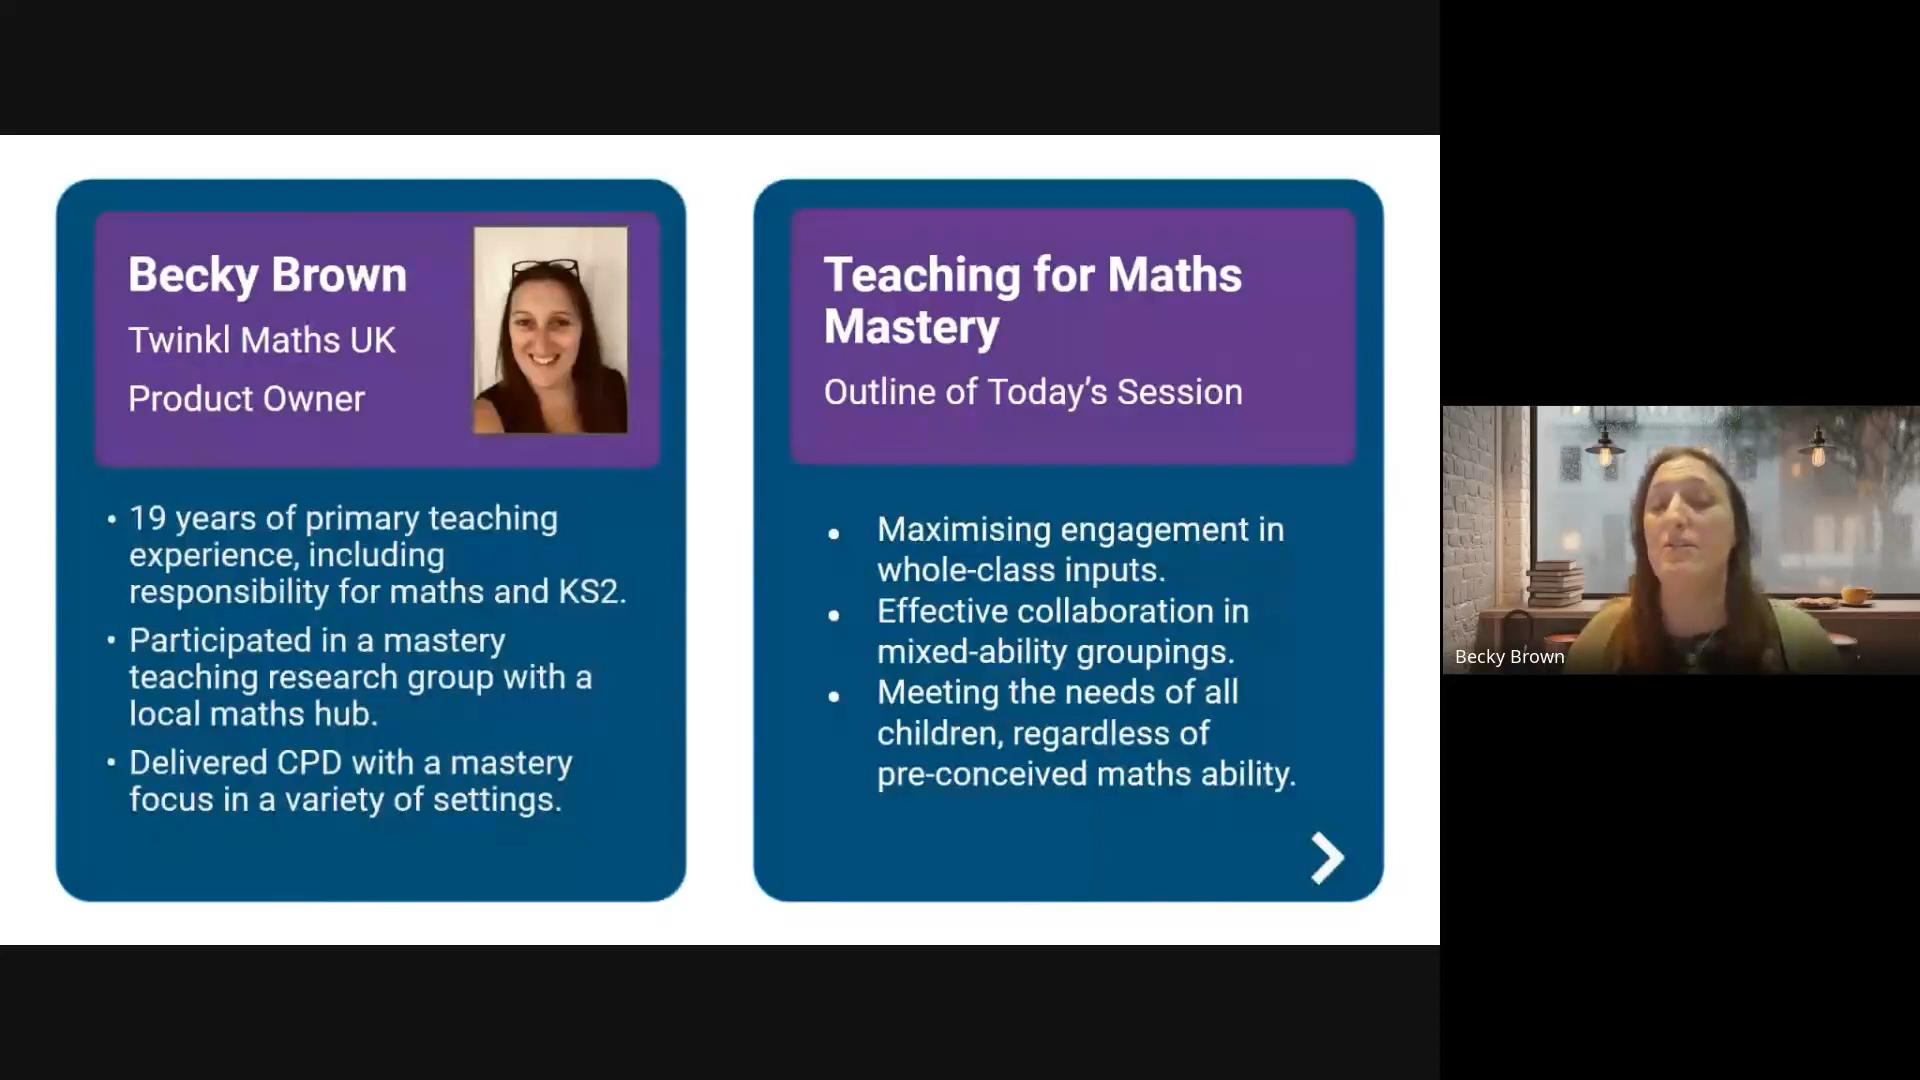 Becky Brown
Twinkl Maths UK
Product Owner
• 19 years of primary teaching
experience, including
responsibility for maths and KS2.
• Participated in a mastery
teaching research group with a
local maths hub.
• Delivered CPD with a mastery
focus in a variety of settings.
Teaching for Maths
Mastery
Outline of Today’s Session
● Maximising engagement in
whole-class inputs.
● Effective collaboration in
mixed-ability groupings.
● Meeting the needs of all
children, regardless of
pre-conceived maths ability.
Becky Brown